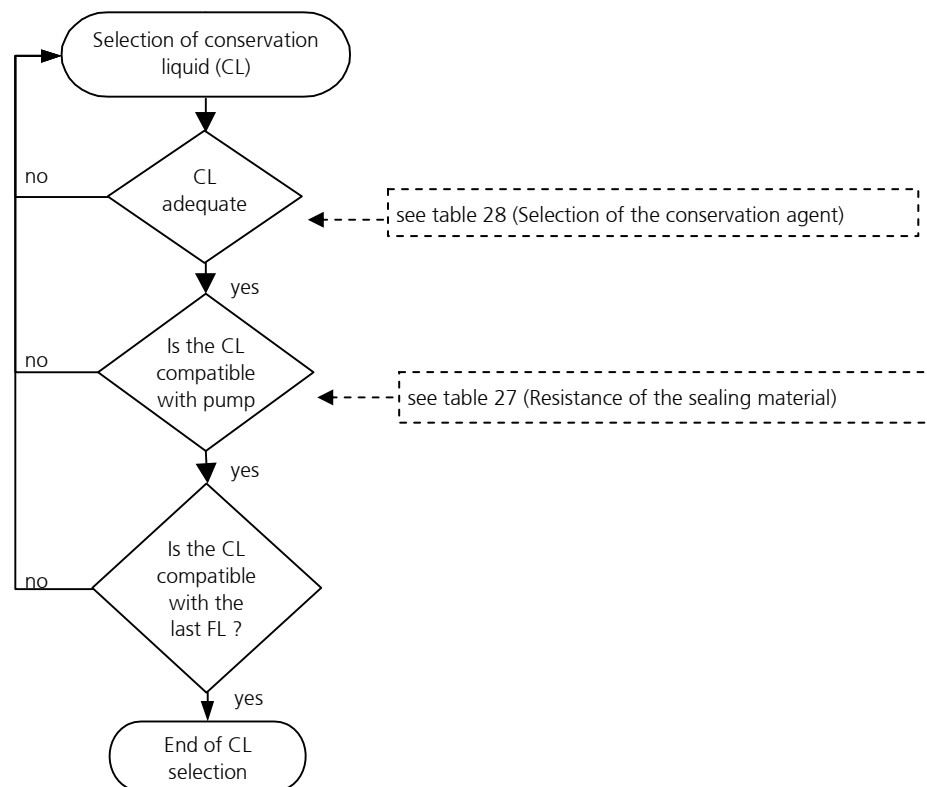 Selection of conservation
liquid (CL)
no
CL
adequate
see table 28 (Selection of the conservation agent)
yes
no
Is the CL
compatible
with pump
see table 27 (Resistance of the sealing material)
yes
no
Is the CL
compatible
with the
last FL ?
yes
End of CL
selection